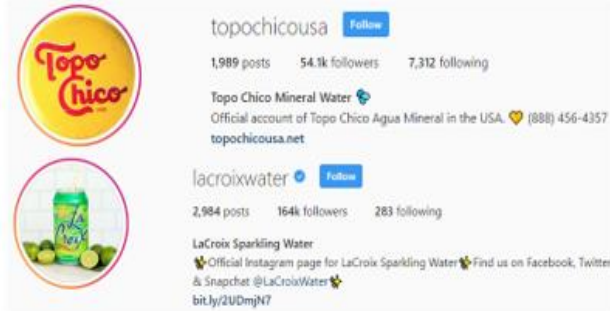 Topo
Chico
topochicousa Follow
1,989 posts 54.1k followers 7,312 following
Topo Chico Mineral Water
Official account of Topo Chico Agua Mineral in the USA. 💛 (888) 456-4357
topochicousa.net
La
Croix
lacroixwater Follow
2,984 posts 164k followers 283 following
LaCroix Sparkling Water
Official Instagram page for LaCroix Sparkling Water Find us on Facebook, Twitter
& Snapchat @LaCroixWater
bit.ly/2UDmjN7